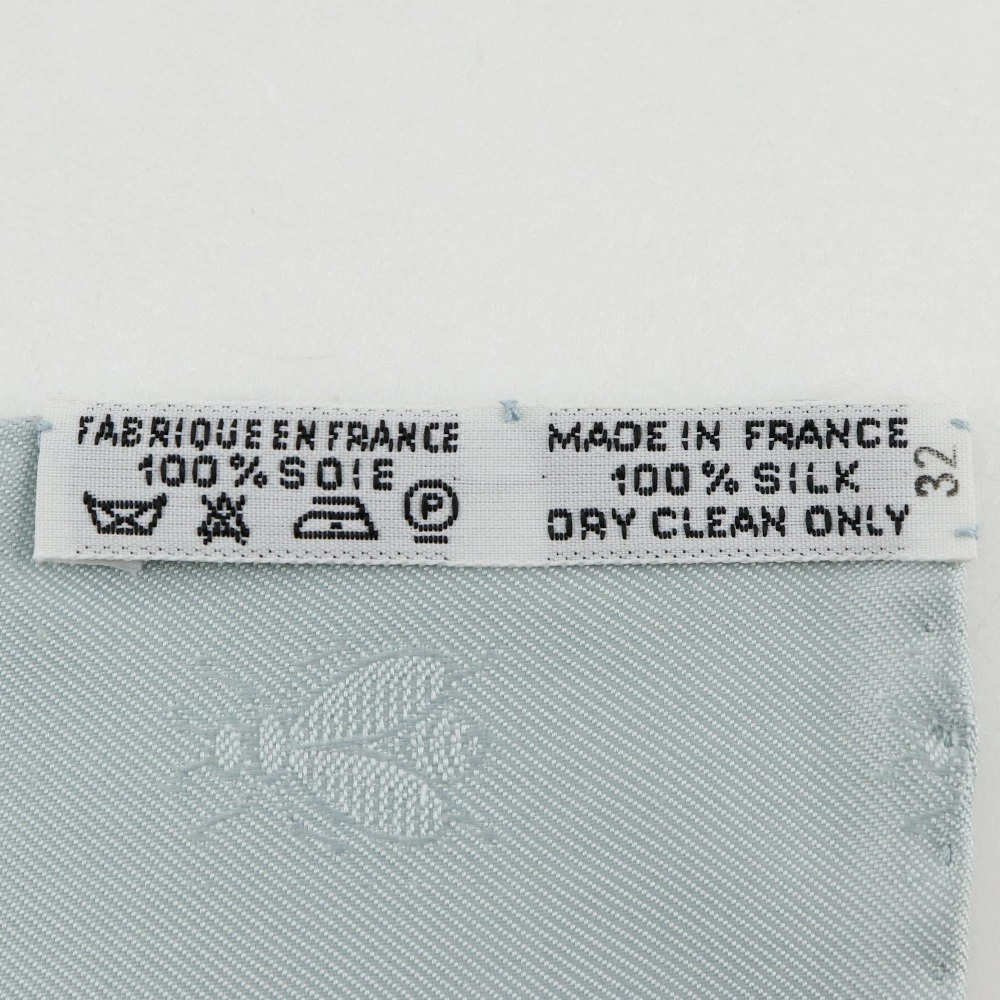 FABRIQUE EN FRANCE
100% SOIE
P
MADE IN FRANCE
100% SILK
DRY CLEAN ONLY
32